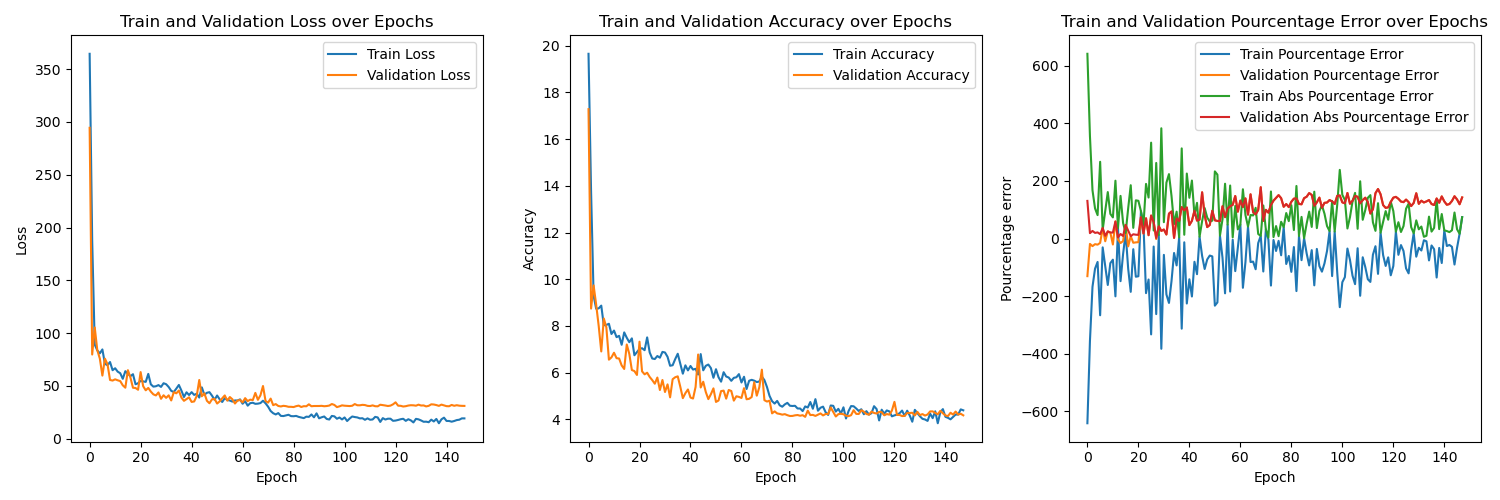 Train and Validation Loss over Epochs
Train Loss
Validation Loss
350
300
250
200
150
100
50
0
Loss
0 20 40 60 80 100 120 140
Epoch
Train and Validation Accuracy over Epochs
Train Accuracy
Validation Accuracy
20
18
16
14
12
10
8
6
4
Accuracy
0 20 40 60 80 100 120 140
Epoch
Train and Validation Pourcentage Error over Epochs
Train Pourcentage Error
Validation Pourcentage Error
Train Abs Pourcentage Error
Validation Abs Pourcentage Error
600
400
200
0
−200
−400
−600
Pourcentage error
0 20 40 60 80 100 120 140
Epoch